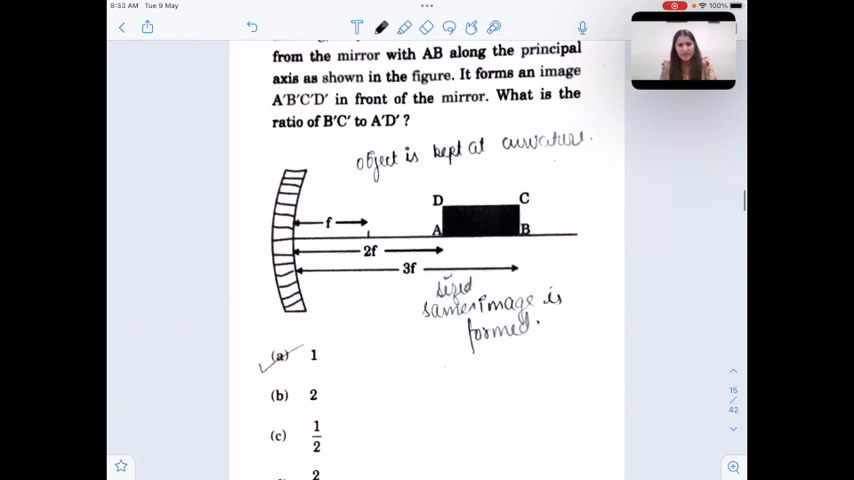 8:33 AM Tue 9 May
100%
from the mirror with AB along the principal
axis as shown in the figure. It forms an image
A'B'C'D' in front of the mirror. What is the
ratio of B'C' to A'D' ?
object is kept at curvature.
D
C
f
A
B
2f
3f
sized
same image is
formed.
(a) 1
(b) 2
(c) 1/2
2
15
/
42